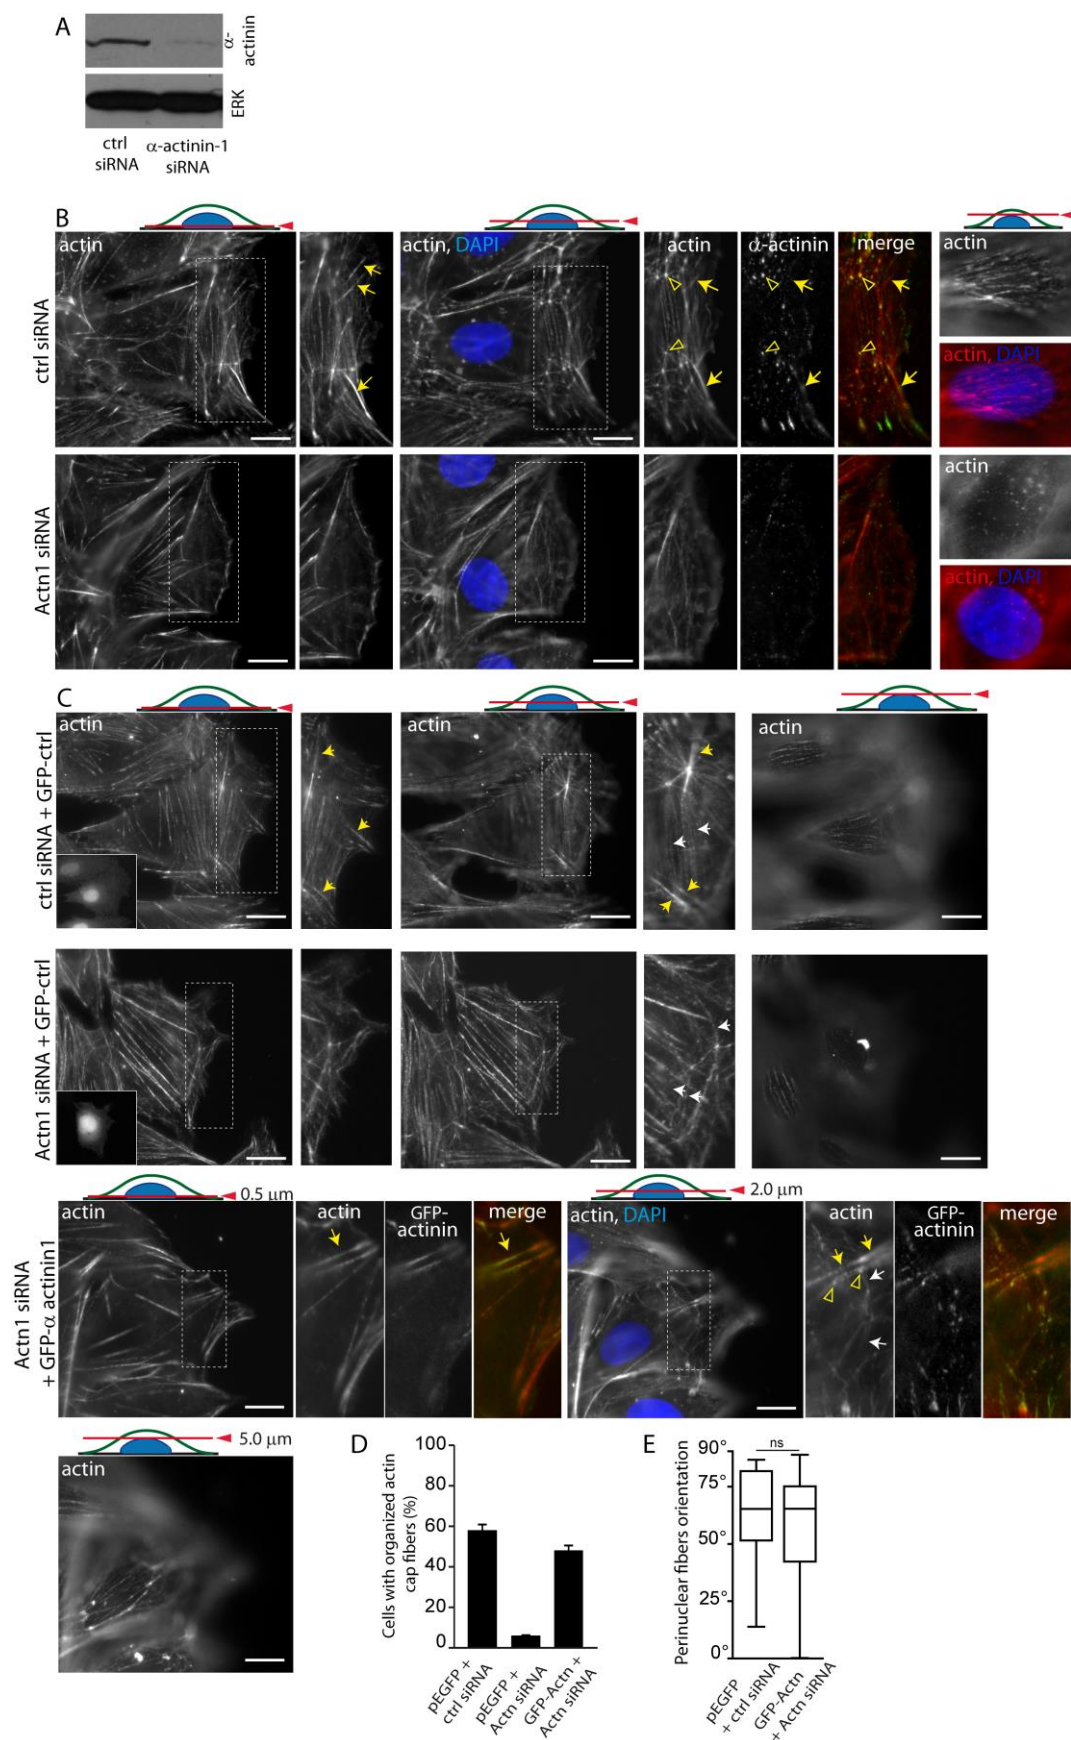 A
α-
actinin
ERK
ctrl
siRNA
α-actinin-1
siRNA
B
ctrl siRNA
actin
actin, DAPI
actin
α-actinin
merge
actin
actin, DAPI
Actn1 siRNA
actin
actin, DAPI
C
ctrl siRNA + GFP-ctrl
actin
actin
Actn1 siRNA + GFP-ctrl
0.5 µm
2.0 µm
Actn1 siRNA
+ GFP-α actinin1
actin
actin
GFP-
actinin
merge
actin, DAPI
actin
GFP-
actinin
merge
5.0 µm
actin
D
Cells with organized actin
cap fibers (%)
100
80
60
40
20
0
pEGFP +
ctrl siRNA
pEGFP +
Actn siRNA
GFP-Actn +
Actn siRNA
E
Perinuclear fibers orientation
90°
75°
50°
25°
0°
ns
pEGFP
+ ctrl siRNA
GFP-Actn
+ Actn siRNA